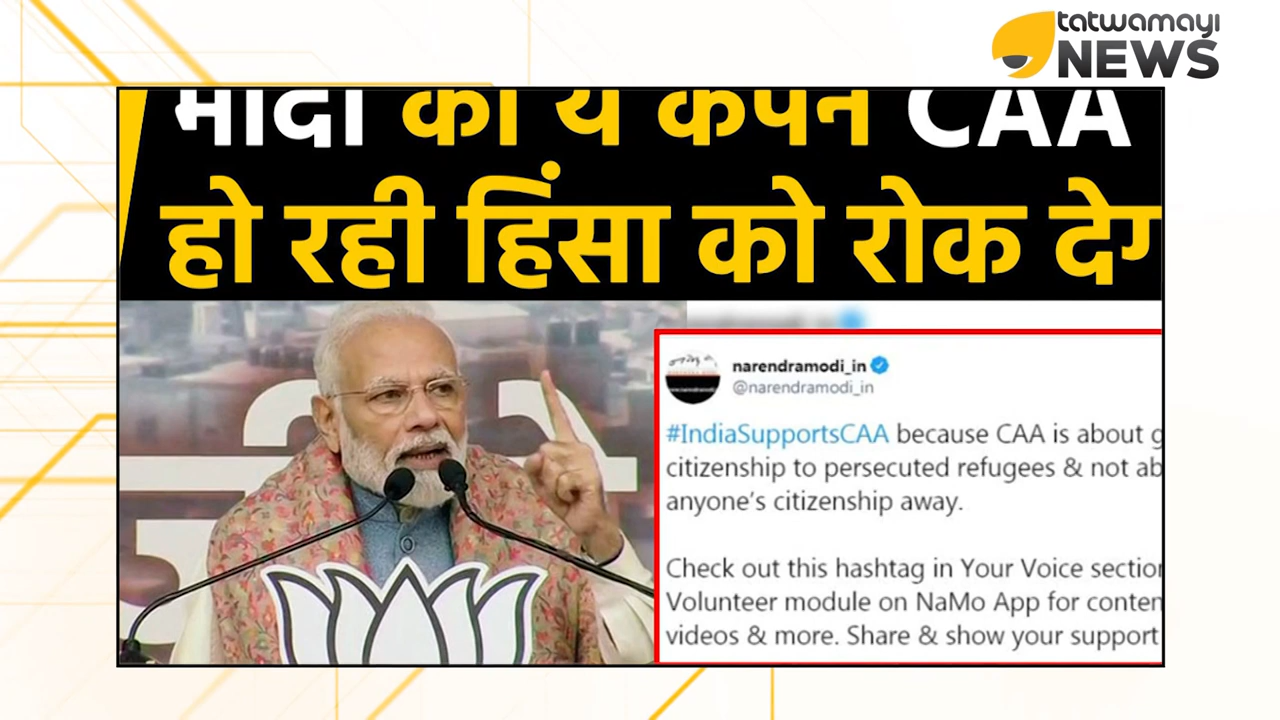 tatwamayi
NEWS
CAA
हो रही हिंसा को रोक
narendramodi_in
@narendramodi_in
#IndiaSupportsCAA because CAA is about
citizenship to persecuted refugees & not
anyone's citizenship away.
Check out this hashtag in Your Voice
Volunteer module on NaMo App for
videos & more. Share & show your support